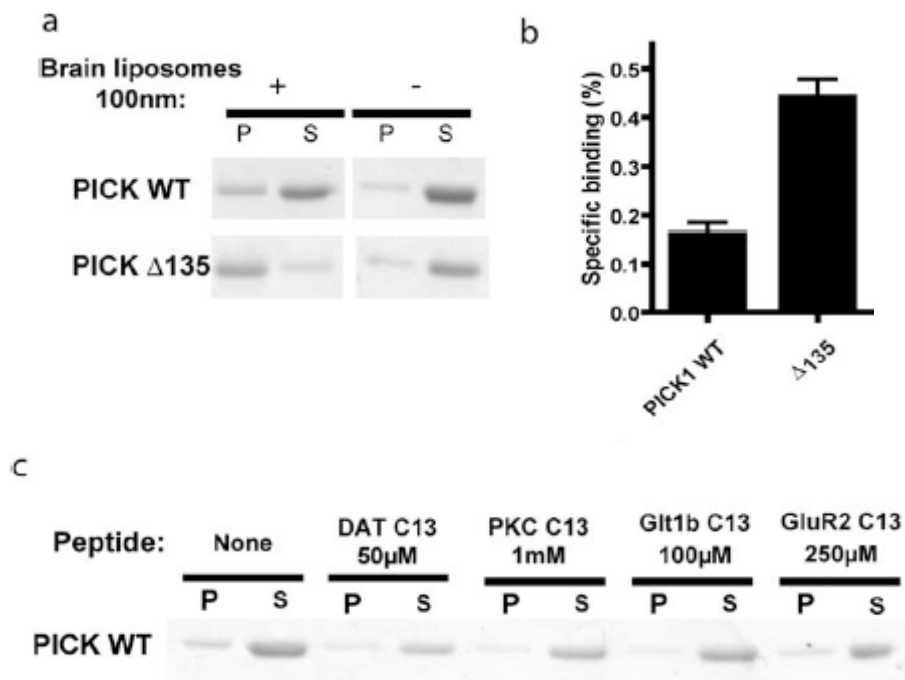 a
Brain liposomes
100nm:
+ -
P S P S
PICK WT
PICK Δ135
b
Specific binding (%)
0.5
0.4
0.3
0.2
0.1
0.0
PICK1 WT
Δ135
c
Peptide:
None
DAT C13
50μM
PKC C13
1mM
Glt1b C13
100μM
GluR2 C13
250μM
P S P S P S P S P S
PICK WT